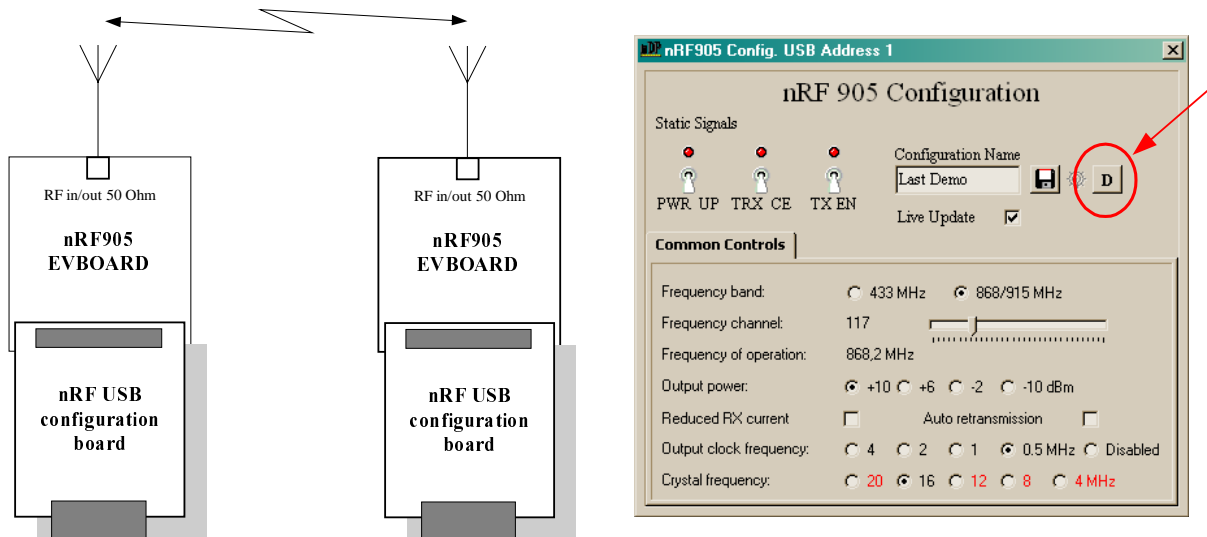 RF in/out 50 Ohm
nRF905
EVBOARD
nRF USB
configuration
board
RF in/out 50 Ohm
nRF905
EVBOARD
nRF USB
configuration
board
nDP nRF905 Config. USB Address 1
nRF 905 Configuration
Static Signals
Configuration Name
Last Demo
D
PWR UP TRX CE TX EN
Live Update
Common Controls
Frequency band: 433 MHz 868/915 MHz
Frequency channel: 117
Frequency of operation: 868,2 MHz
Output power: +10 +6 -2 -10 dBm
Reduced RX current Auto retransmission
Output clock frequency: 4 2 1 0.5 MHz Disabled
Crystal frequency: 20 16 12 8 4 MHz